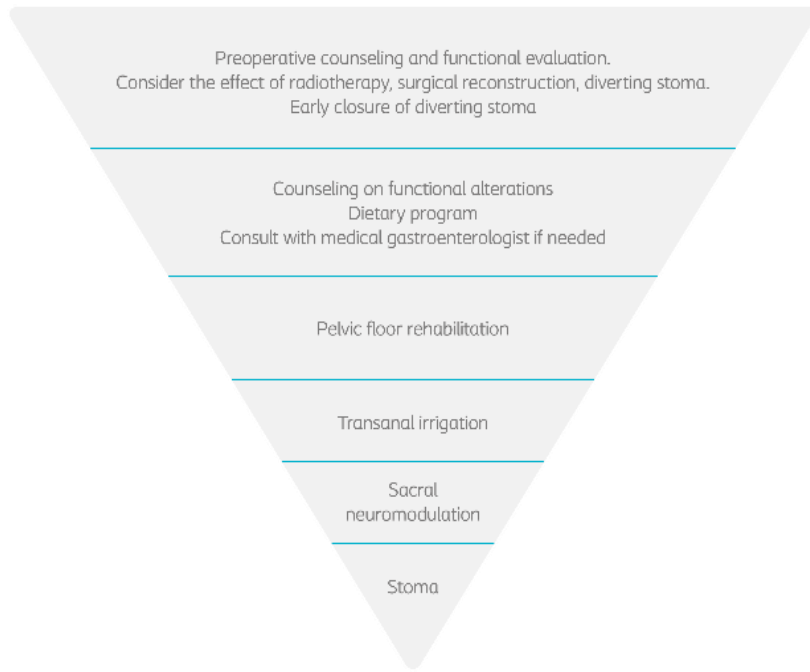 Preoperative counseling and functional evaluation.
Consider the effect of radiotherapy, surgical reconstruction, diverting stoma.
Early closure of diverting stoma
Counseling on functional alterations
Dietary program
Consult with medical gastroenterologist if needed
Pelvic floor rehabilitation
Transanal irrigation
Sacral
neuromodulation
Stoma